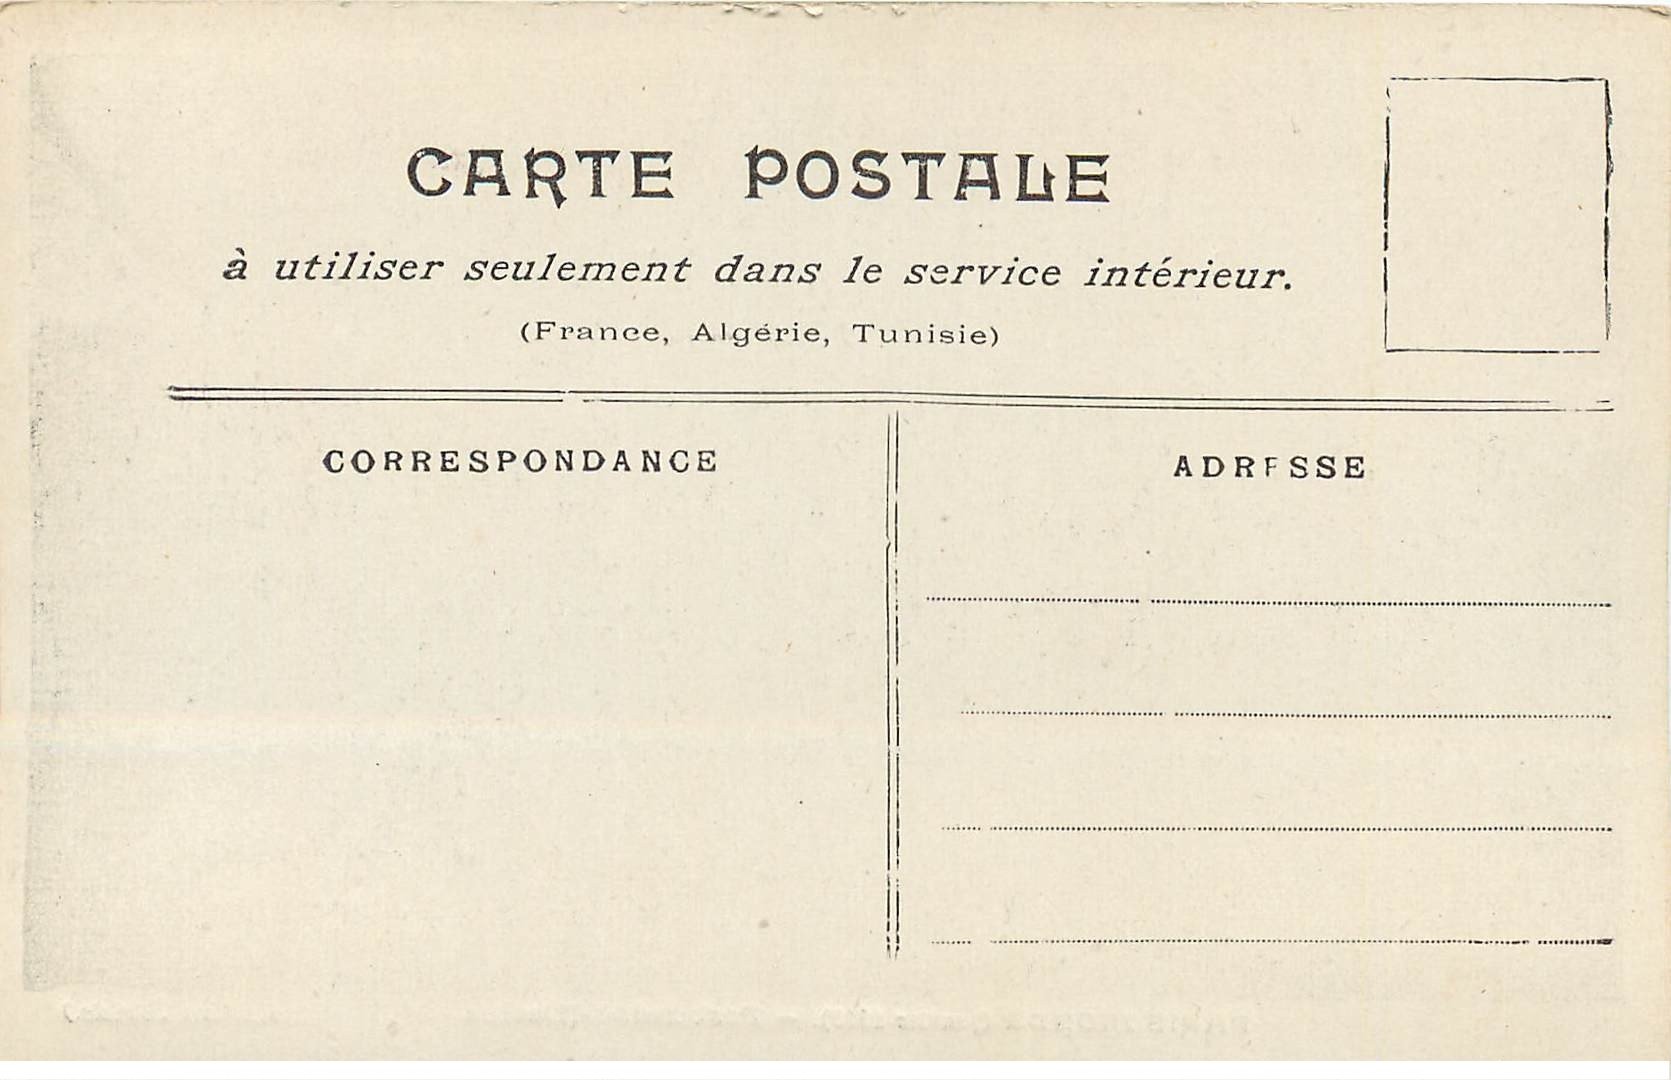 CARTE POSTALE
à utiliser seulement dans le service intérieur.
(France, Algérie, Tunisie)
CORRESPONDANCE
ADRESSE